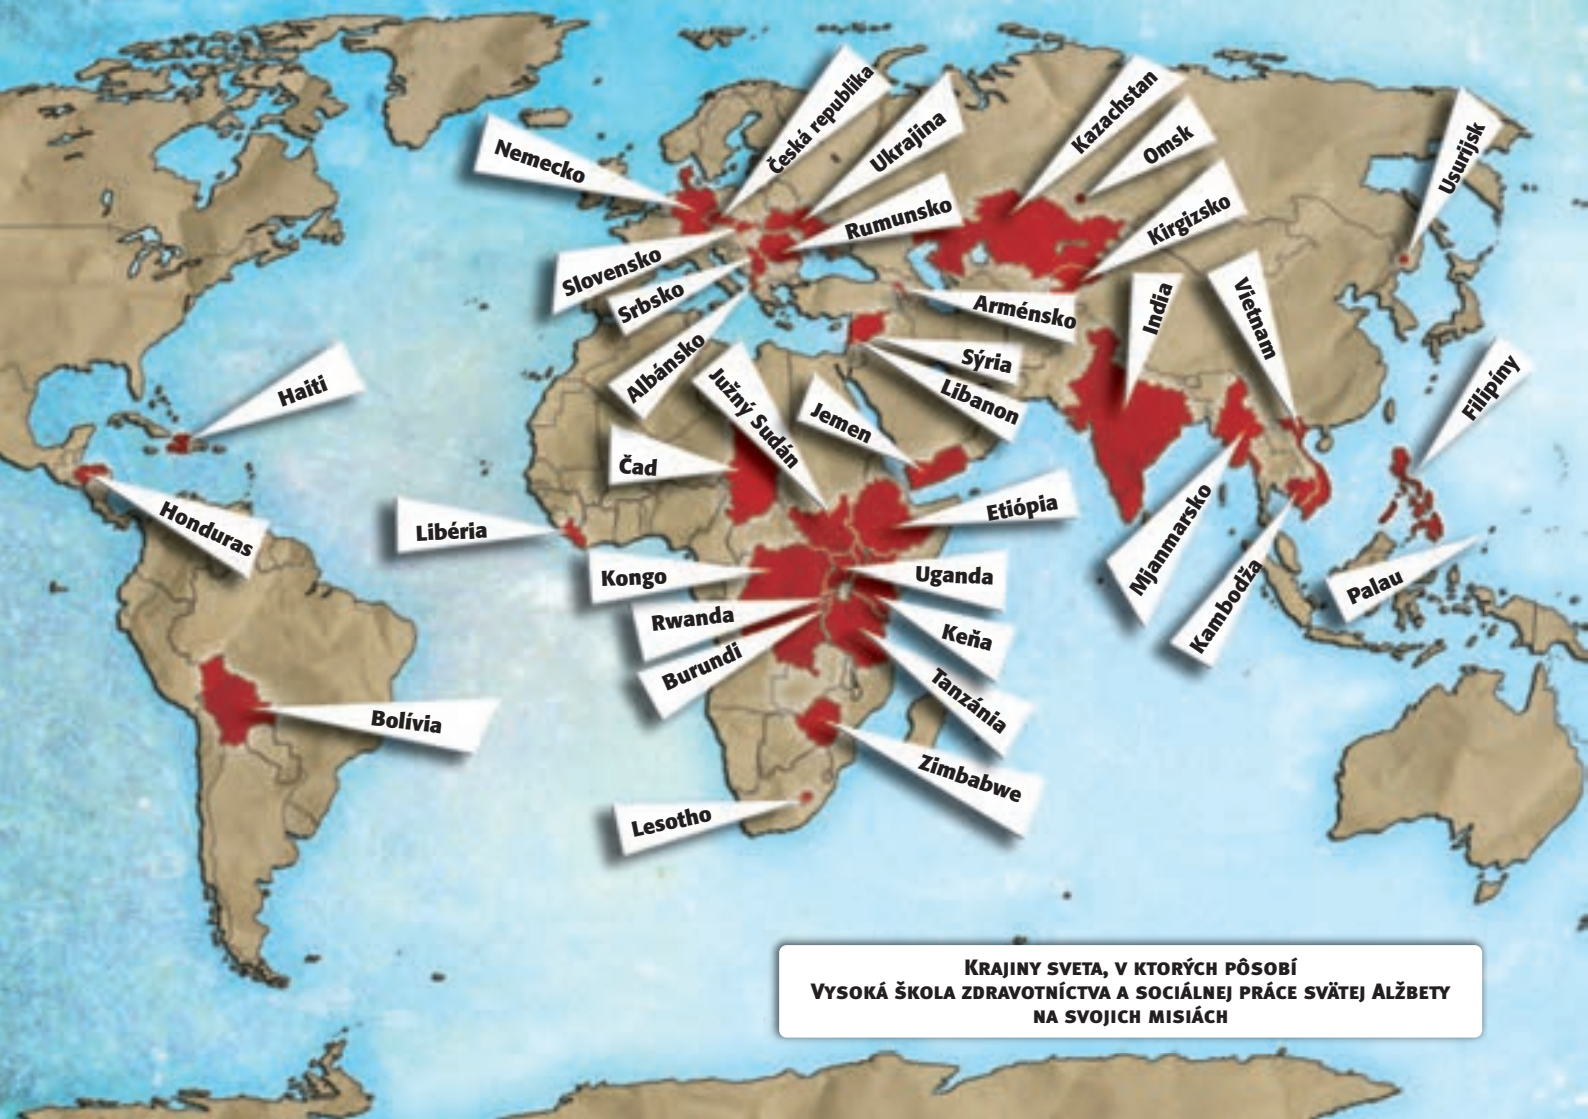 Česká republika
Nemecko
Ukrajina
Kazachstan
Omsk
Usurijsk
Rumunsko
Kirgizsko
Slovensko
Srbsko
Arménsko
India
Vietnam
Albánsko
Sýria
Libanon
Filipíny
Haiti
Južný Sudán
Jemen
Čad
Honduras
Libéria
Etiópia
Mjanmarsko
Kongo
Uganda
Kambodža
Palau
Rwanda
Keňa
Burundi
Tanzánia
Bolívia
Zimbabwe
Lesotho
KRAJINY SVETA, V KTORÝCH PÔSOBÍ
VYSOKÁ ŠKOLA ZDRAVOTNÍCTVA A SOCIÁLNEJ PRÁCE SVÄTEJ ALŽBETY
NA SVOJICH MISIÁCH